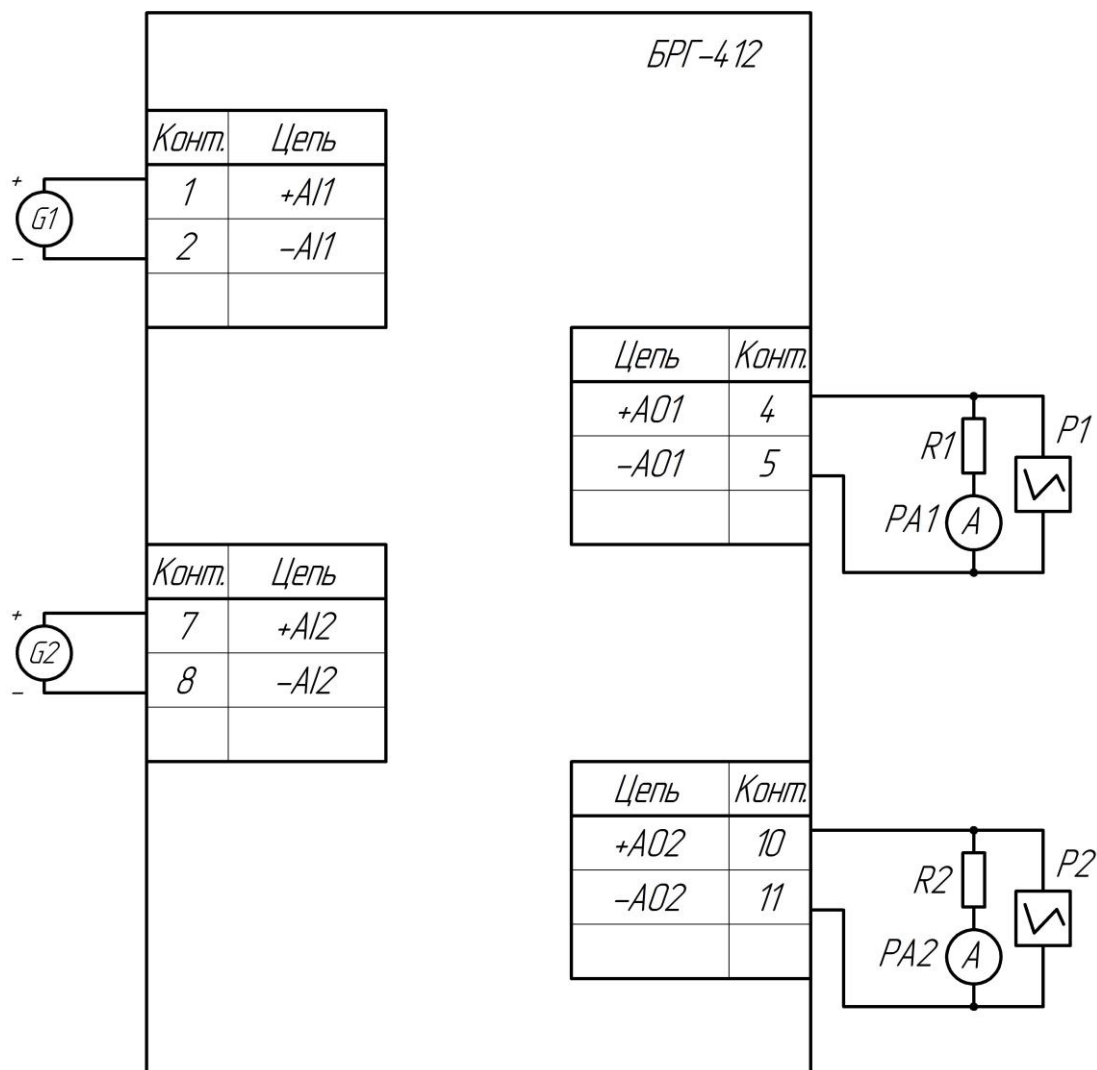 БРГ-412
Конт. Цепь
+
1 +AI1
G1
2 -AI1
-
Цепь Конт.
+AO1 4
P1
R1
-AO1 5
PA1 A
Конт. Цепь
+
7 +AI2
G2
8 -AI2
-
Цепь Конт.
+AO2 10
P2
R2
-AO2 11
PA2 A